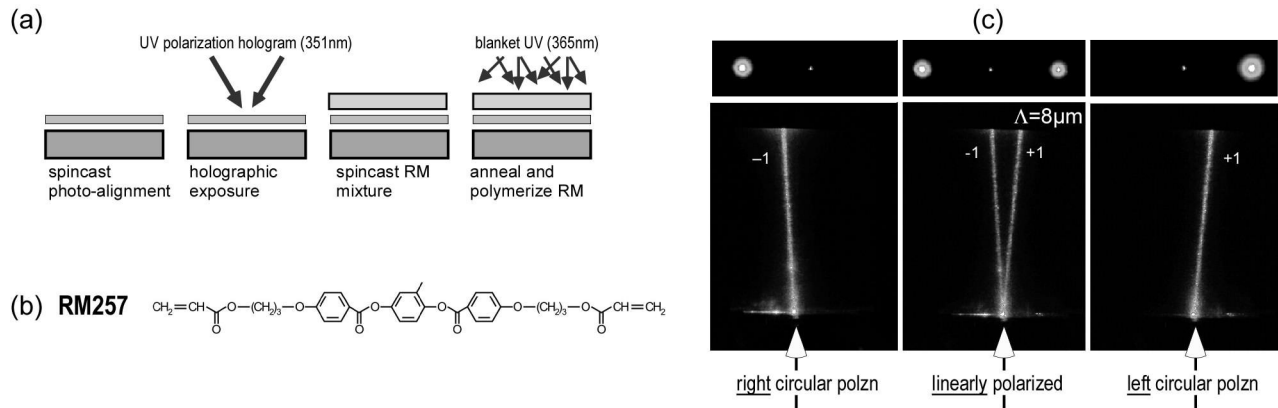 (a)
UV polarization hologram (351nm)
blanket UV (365nm)
spincast
photo-alignment
holographic
exposure
spincast RM
mixture
anneal and
polymerize RM
(b) RM257
CH₂ O O O O (CH₂)₃ O O O O O (CH₂)₃ O O CH CH₂
(c)
Λ=8µm
–1
-1 +1
+1
right circular polzn
linearly polarized
left circular polzn